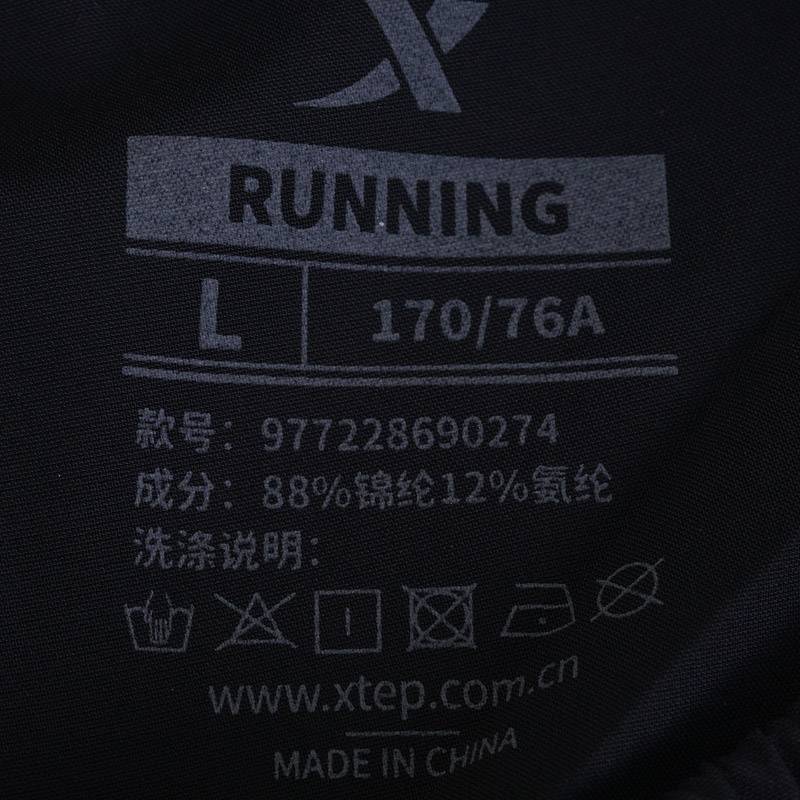 RUNNING
L 170/76A
款号：977228690274
成分：88%锦纶12%氨纶
洗涤说明：
www.xtep.com.cn
MADE IN CHINA